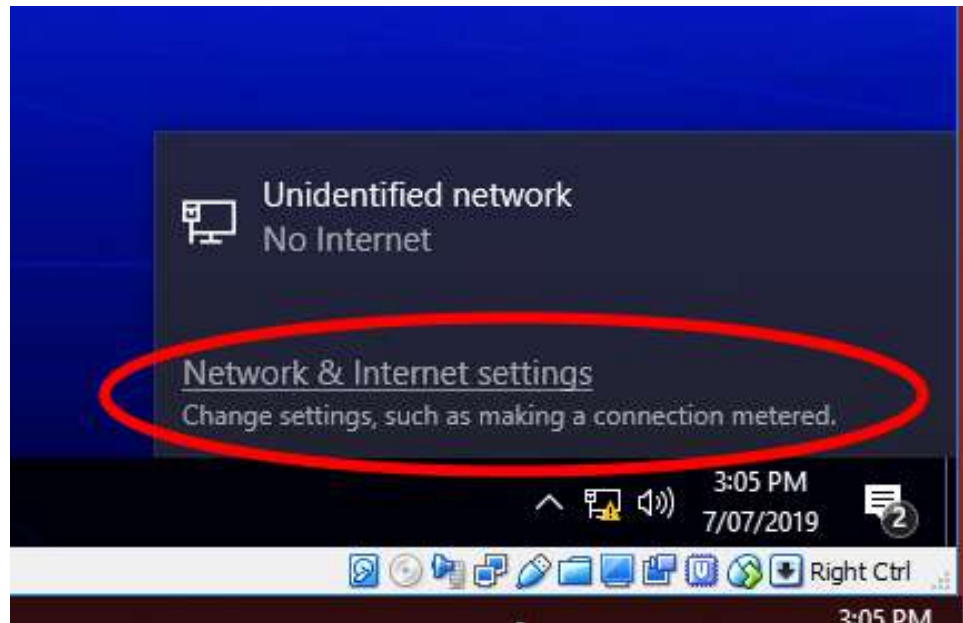 Unidentified network
No Internet
Network & Internet settings
Change settings, such as making a connection metered.
3:05 PM
7/07/2019
2
Right Ctrl
3:05 PM